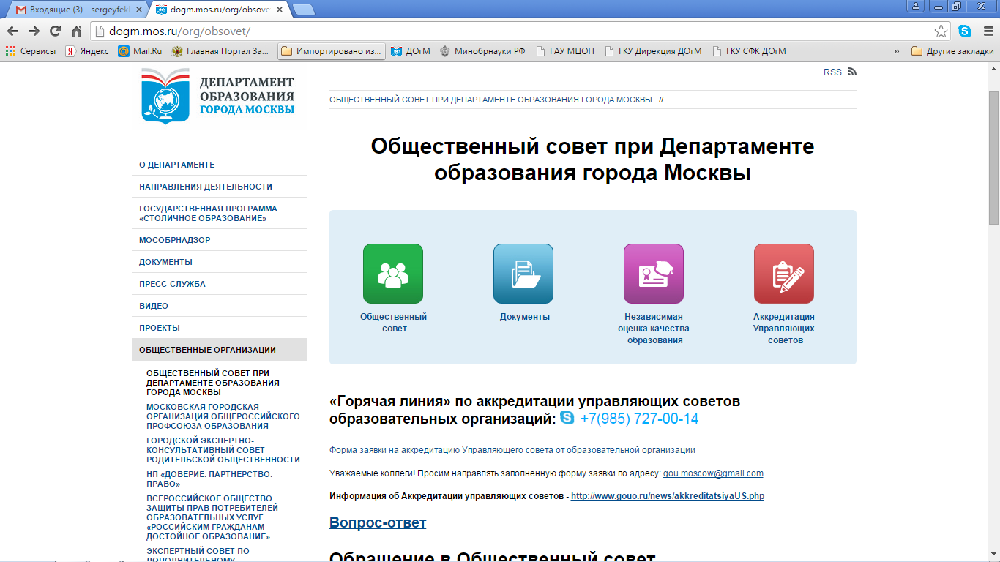 Входящие (3) - sergeyfek
dogm.mos.ru/org/obsove
dogm.mos.ru/org/obsovet/
Сервисы
Яндекс
Mail.Ru
Главная Портал За...
Импортировано из...
ДОгМ
Минобрнауки РФ
ГАУ МЦОП
ГКУ Дирекция ДОгМ
ГКУ СФК ДОгМ
»
Другие закладки
ДЕПАРТАМЕНТ
ОБРАЗОВАНИЯ
ГОРОДА МОСКВЫ
RSS
ОБЩЕСТВЕННЫЙ СОВЕТ ПРИ ДЕПАРТАМЕНТЕ ОБРАЗОВАНИЯ ГОРОДА МОСКВЫ //
О ДЕПАРТАМЕНТЕ
НАПРАВЛЕНИЯ ДЕЯТЕЛЬНОСТИ
ГОСУДАРСТВЕННАЯ ПРОГРАММА
«СТОЛИЧНОЕ ОБРАЗОВАНИЕ»
МОСОБРНАДЗОР
ДОКУМЕНТЫ
ПРЕСС-СЛУЖБА
ВИДЕО
ПРОЕКТЫ
ОБЩЕСТВЕННЫЕ ОРГАНИЗАЦИИ
ОБЩЕСТВЕННЫЙ СОВЕТ ПРИ
ДЕПАРТАМЕНТЕ ОБРАЗОВАНИЯ
ГОРОДА МОСКВЫ
МОСКОВСКАЯ ГОРОДСКАЯ
ОРГАНИЗАЦИЯ ОБЩЕРОССИЙСКОГО
ПРОФСОЮЗА ОБРАЗОВАНИЯ
ГОРОДСКОЙ ЭКСПЕРТНО-
КОНСУЛЬТАТИВНЫЙ СОВЕТ
РОДИТЕЛЬСКОЙ ОБЩЕСТВЕННОСТИ
НП «ДОВЕРИЕ. ПАРТНЕРСТВО.
ПРАВО»
ВСЕРОССИЙСКОЕ ОБЩЕСТВО
ЗАЩИТЫ ПРАВ ПОТРЕБИТЕЛЕЙ
ОБРАЗОВАТЕЛЬНЫХ УСЛУГ
«РОССИЙСКИМ ГРАЖДАНАМ –
ДОСТОЙНОЕ ОБРАЗОВАНИЕ»
ЭКСПЕРТНЫЙ СОВЕТ ПО
ДОПОЛНИТЕЛЬНОМУ
Общественный совет при Департаменте
образования города Москвы
Общественный
совет
Документы
Независимая
оценка качества
образования
Аккредитация
Управляющих
советов
«Горячая линия» по аккредитации управляющих советов
образовательных организаций: +7(985) 727-00-14
Форма заявки на аккредитацию Управляющего совета от образовательной организации
Уважаемые коллеги! Просим направлять заполненную форму заявки по адресу: gou.moscow@gmail.com
Информация об Аккредитации управляющих советов - http://www.gouo.ru/news/akkreditatsiyaUS.php
Вопрос-ответ
Обращение в Общественный совет